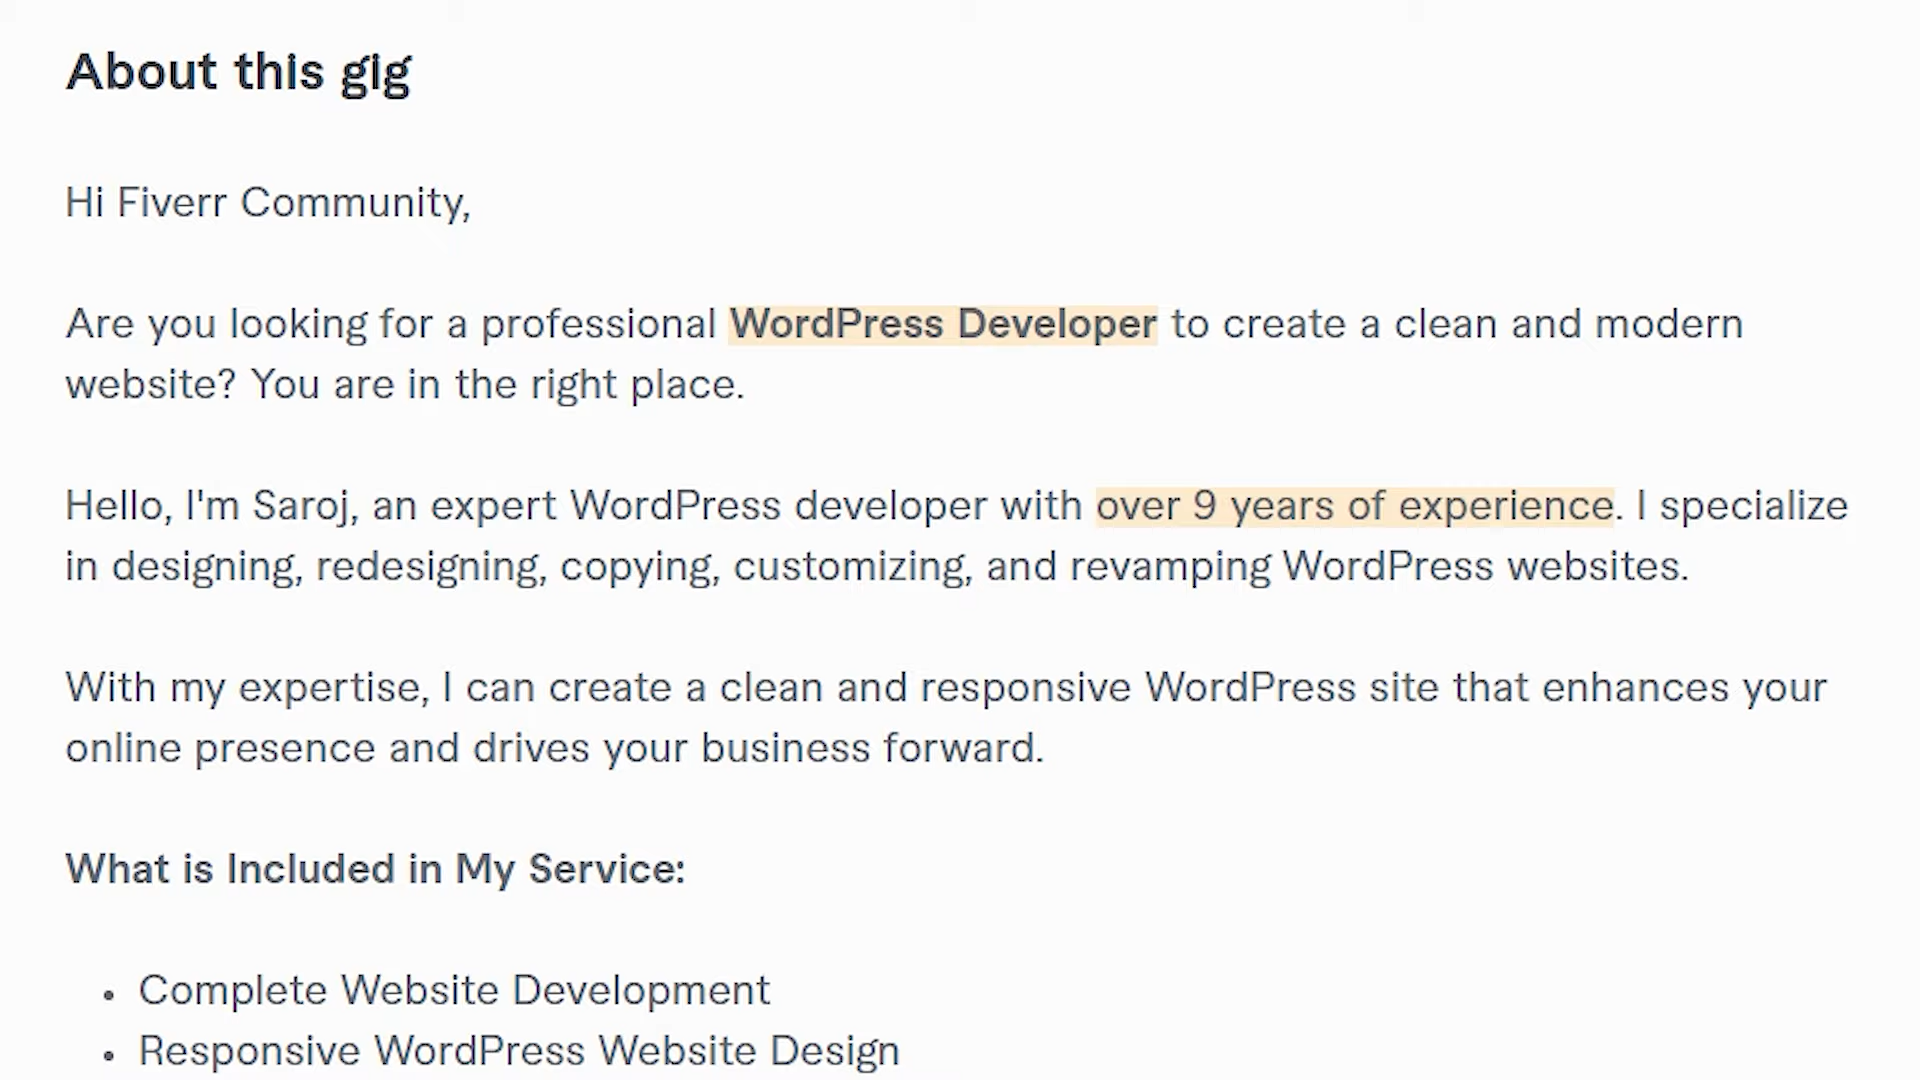 About this gig
Hi Fiverr Community,
Are you looking for a professional WordPress Developer to create a clean and modern
website? You are in the right place.
Hello, I'm Saroj, an expert WordPress developer with over 9 years of experience. I specialize
in designing, redesigning, copying, customizing, and revamping WordPress websites.
With my expertise, I can create a clean and responsive WordPress site that enhances your
online presence and drives your business forward.
What is Included in My Service:
• Complete Website Development
• Responsive WordPress Website Design